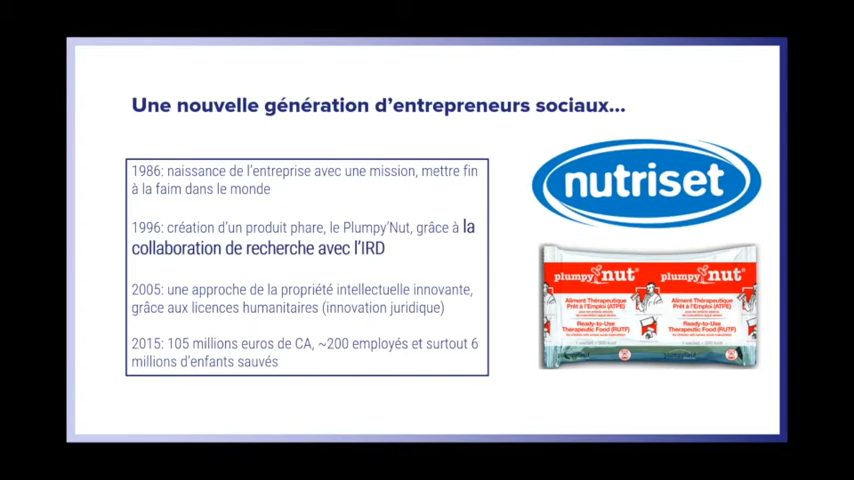 Une nouvelle génération d'entrepreneurs sociaux...
1986: naissance de l'entreprise avec une mission, mettre fin
à la faim dans le monde
1996: création d'un produit phare, le Plumpy'Nut, grâce à la
collaboration de recherche avec l'IRD
2005: une approche de la propriété intellectuelle innovante,
grâce aux licences humanitaires (innovation juridique)
2015: 105 millions euros de CA, ~200 employés et surtout 6
millions d'enfants sauvés
nutriset
plumpy nut® plumpy nut®
Aliment Thérapeutique Aliment Thérapeutique
Prêt à l'Emploi (ATPE) Prêt à l'Emploi (ATPE)
Ready-to-Use Ready-to-Use
Therapeutic Food (RUTF) Therapeutic Food (RUTF)